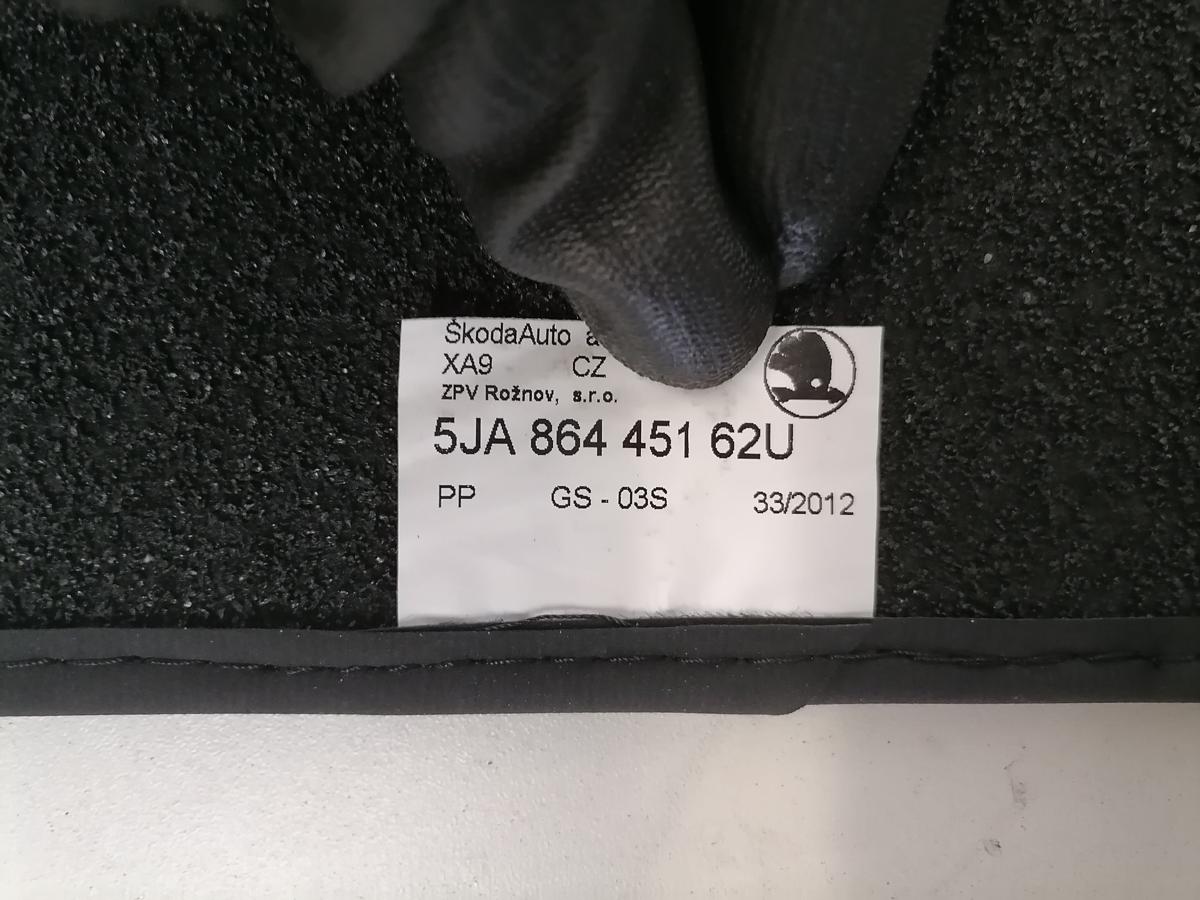 ŠkodaAuto a
XA9 CZ
ZPV Rožnov, s.r.o.
5JA 864 451 62U
PP GS - 03S 33/2012